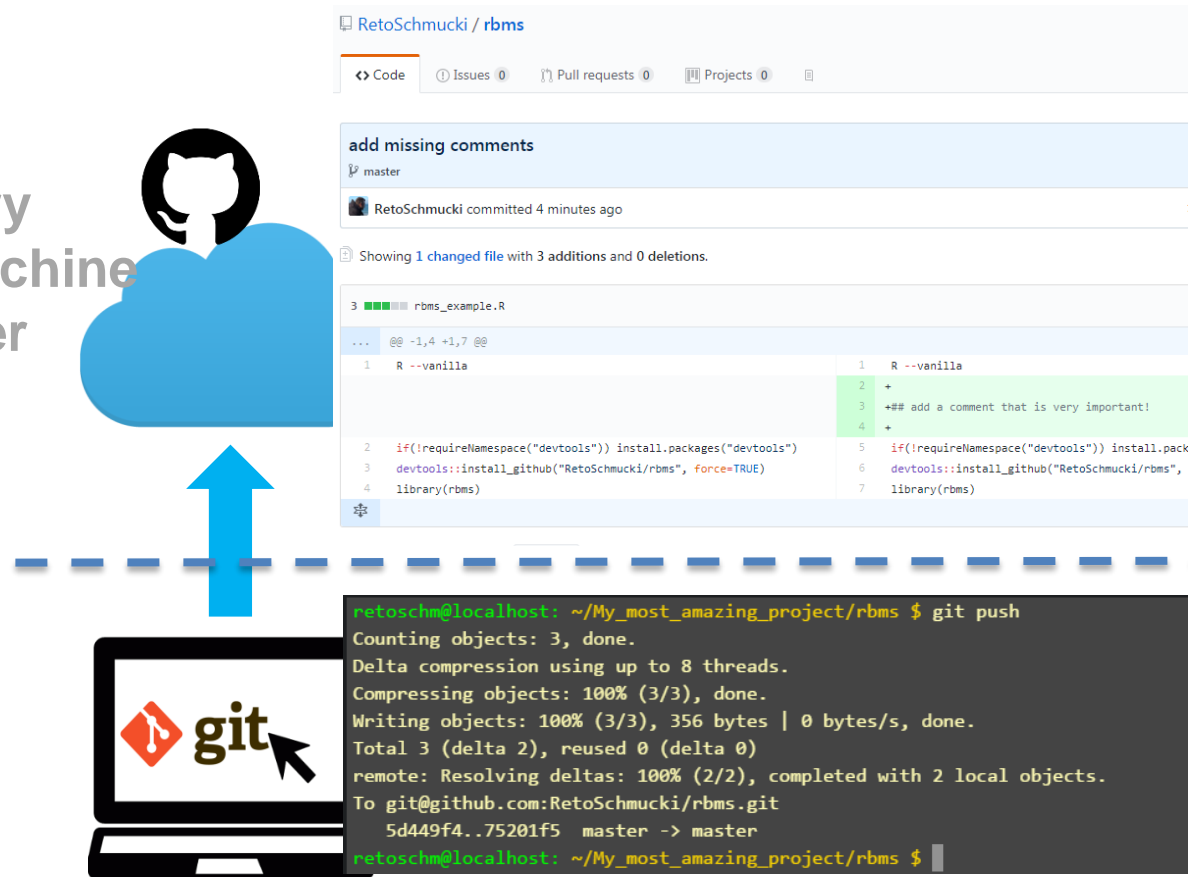 RetoSchmucki / rbms
<> Code Issues 0 Pull requests 0 Projects 0
add missing comments
master
RetoSchmucki committed 4 minutes ago
Showing 1 changed file with 3 additions and 0 deletions.
3 rbms_example.R
... @@ -1,4 +1,7 @@
1 R --vanilla 1 R --vanilla
2 +
3 +## add a comment that is very important!
4 +
2 if(!requireNamespace("devtools")) install.packages("devtools") 5 if(!requireNamespace("devtools")) install.pack
3 devtools::install_github("RetoSchmucki/rbms", force=TRUE) 6 devtools::install_github("RetoSchmucki/rbms",
4 library(rbms) 7 library(rbms)
y
chine
er
git
retoschm@localhost: ~/My_most_amazing_project/rbms $ git push
Counting objects: 3, done.
Delta compression using up to 8 threads.
Compressing objects: 100% (3/3), done.
Writing objects: 100% (3/3), 356 bytes | 0 bytes/s, done.
Total 3 (delta 2), reused 0 (delta 0)
remote: Resolving deltas: 100% (2/2), completed with 2 local objects.
To git@github.com:RetoSchmucki/rbms.git
5d449f4..75201f5 master -> master
retoschm@localhost: ~/My_most_amazing_project/rbms $